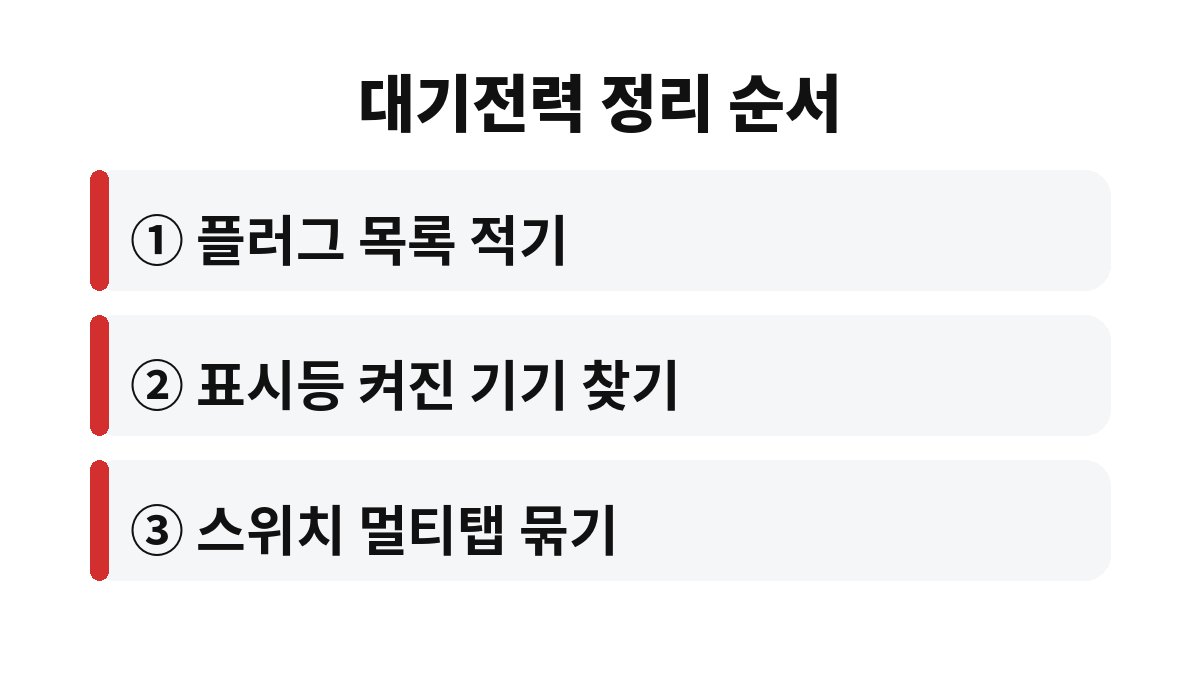 대기전력 정리 순서
① 플러그 목록 적기
② 표시등 켜진 기기 찾기
③ 스위치 멀티탭 묶기